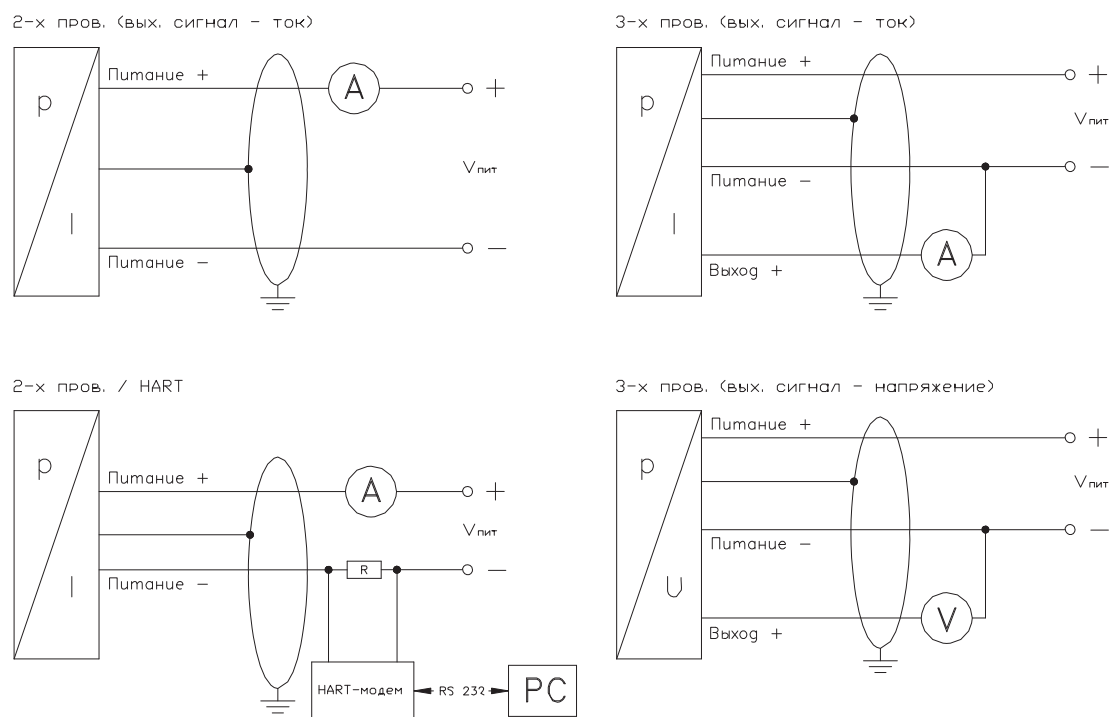 2-х пров. (вых. сигнал - ток)
Питание +
p
A
+
Vпит
I
Питание -
-
3-х пров. (вых. сигнал - ток)
Питание +
p
+
Vпит
Питание -
-
I
A
Выход +
2-х пров. / HART
p
Питание +
A
+
Vпит
I
Питание -
R
-
HART-модем
RS 232
PC
3-х пров. (вых. сигнал - напряжение)
Питание +
p
+
Vпит
Питание -
-
U
V
Выход +